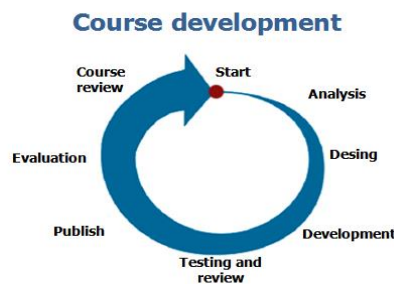 Course development
Start
Analysis
Desing
Development
Testing and
review
Publish
Evaluation
Course
review